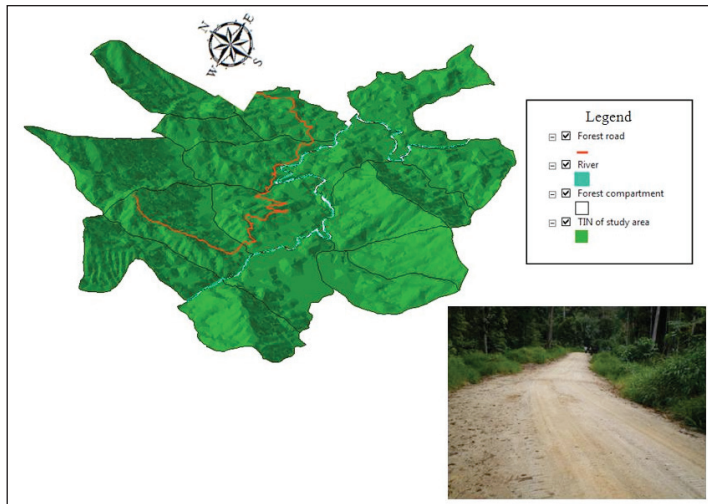 N
E
W
S
Legend
Forest road
River
Forest compartment
TIN of study area